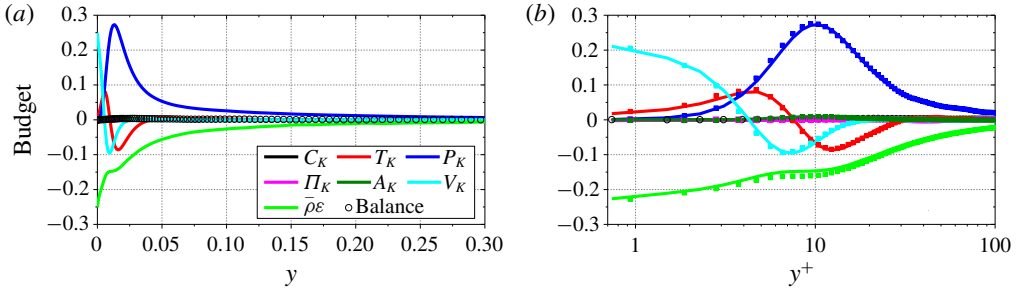 (a)
0.3
0.2
0.1
0
−0.1
−0.2
−0.3
Budget
C_K T_K P_K
Π_K A_K V_K
ρ̄ε Balance
0 0.05 0.10 0.15 0.20 0.25 0.30
y
(b)
0.3
0.2
0.1
0
−0.1
−0.2
−0.3
1 10 100
y⁺